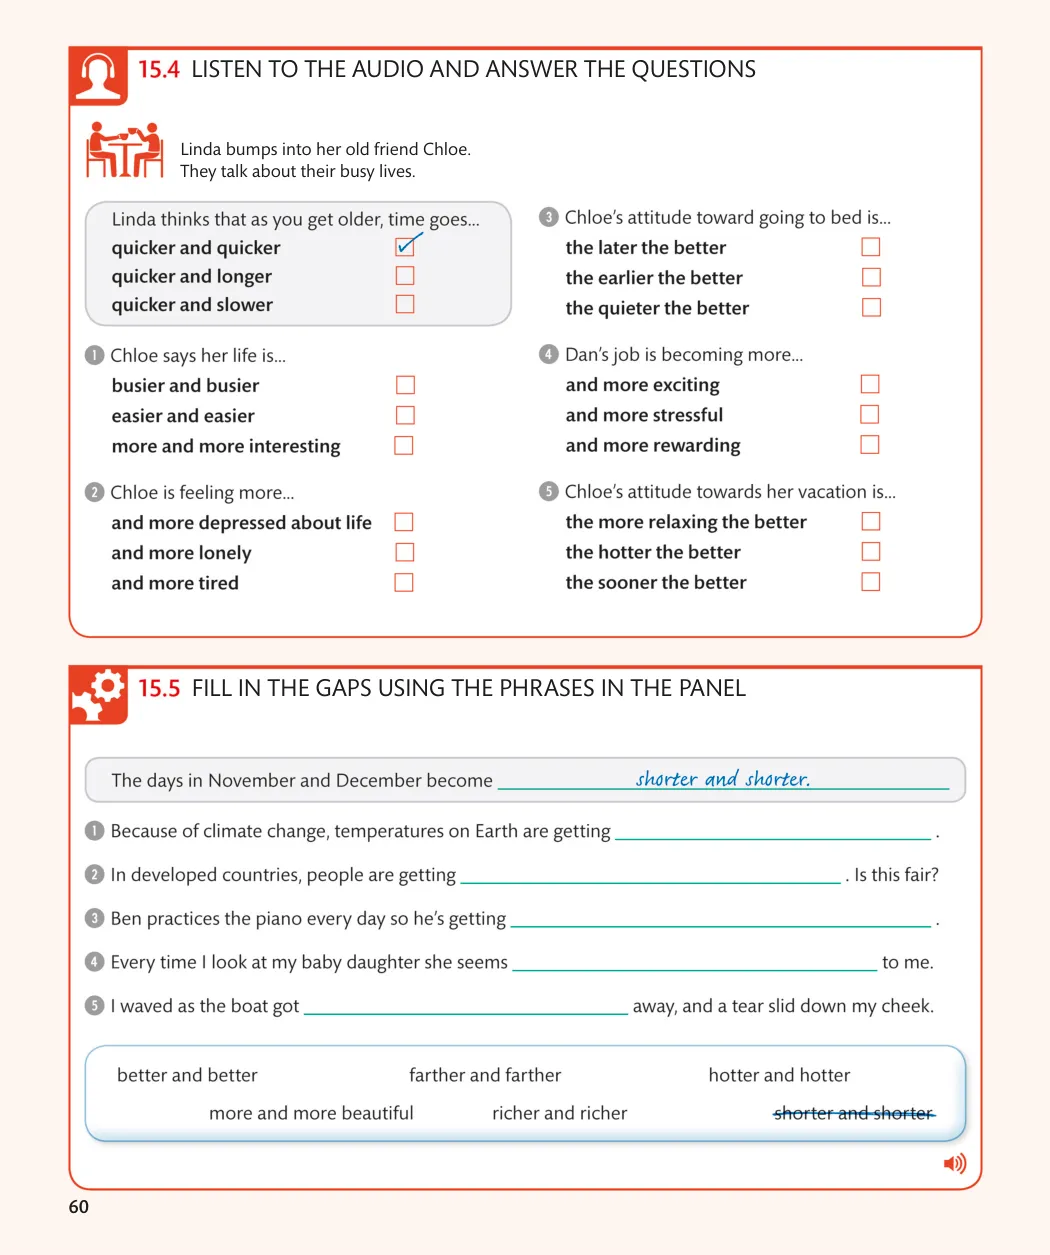 15.4 LISTEN TO THE AUDIO AND ANSWER THE QUESTIONS
Linda bumps into her old friend Chloe.
They talk about their busy lives.
Linda thinks that as you get older, time goes...
quicker and quicker
quicker and longer
quicker and slower
1 Chloe says her life is...
busier and busier
easier and easier
more and more interesting
2 Chloe is feeling more...
and more depressed about life
and more lonely
and more tired
3 Chloe’s attitude toward going to bed is...
the later the better
the earlier the better
the quieter the better
4 Dan’s job is becoming more...
and more exciting
and more stressful
and more rewarding
5 Chloe’s attitude towards her vacation is...
the more relaxing the better
the hotter the better
the sooner the better
15.5 FILL IN THE GAPS USING THE PHRASES IN THE PANEL
The days in November and December become shorter and shorter.
1 Because of climate change, temperatures on Earth are getting .
2 In developed countries, people are getting . Is this fair?
3 Ben practices the piano every day so he’s getting .
4 Every time I look at my baby daughter she seems to me.
5 I waved as the boat got away, and a tear slid down my cheek.
better and better farther and farther hotter and hotter
more and more beautiful richer and richer shorter and shorter
60